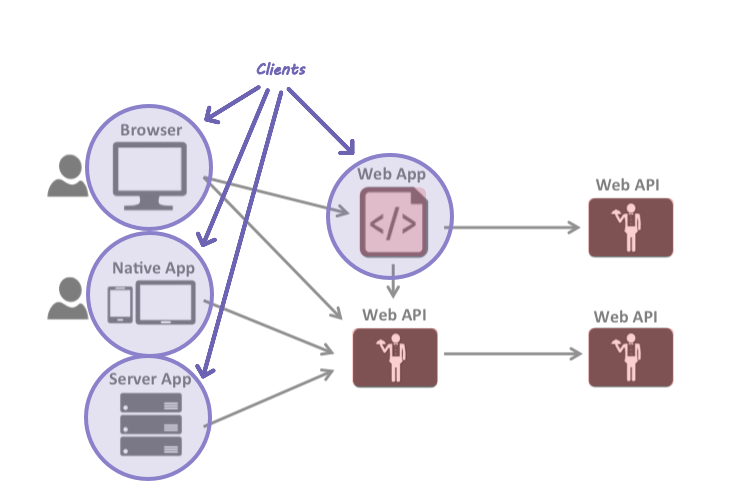 Clients
Browser
Web App
Web API
Native App
Web API
Web API
Server App